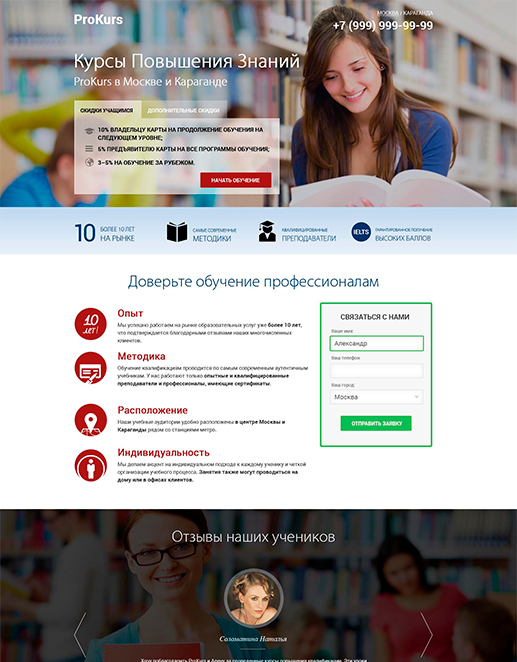 ProKurs
МОСКВА / КАРАГАНДА
+7 (999) 999-99-99
Курсы Повышения Знаний
ProKurs в Москве и Караганде
СКИДКИ УЧАЩИМСЯ
ДОПОЛНИТЕЛЬНЫЕ СКИДКИ
10% ВЛАДЕЛЬЦУ КАРТЫ НА ПРОДОЛЖЕНИЕ ОБУЧЕНИЯ НА
СЛЕДУЮЩЕМ УРОВНЕ;
5% ПРЕДЪЯВИТЕЛЮ КАРТЫ НА ВСЕ ПРОГРАММЫ ОБУЧЕНИЯ;
3–5% НА ОБУЧЕНИЕ ЗА РУБЕЖОМ.
НАЧАТЬ ОБУЧЕНИЕ
10
БОЛЕЕ 10 ЛЕТ
НА РЫНКЕ
САМЫЕ СОВРЕМЕННЫЕ
МЕТОДИКИ
КВАЛИФИЦИРОВАННЫЕ
ПРЕПОДАВАТЕЛИ
IELTS
ГАРАНТИРОВАННОЕ ПОЛУЧЕНИЕ
ВЫСОКИХ БАЛЛОВ
Доверьте обучение профессионалам
10
лет!
Опыт
Мы успешно работаем на рынке образовательных услуг уже более 10 лет,
что подтверждается благодарными отзывами наших многочисленных
клиентов.
Методика
Обучение квалификациям проводится по самым современным аутентичным
учебникам. У нас работают только опытные и квалифицированные
преподаватели и профессионалы, имеющие сертификаты.
Расположение
Наши учебные аудитории удобно расположены в центре Москвы и
Караганды рядом со станциями метро.
Индивидуальность
Мы делаем акцент на индивидуальном подходе к каждому ученику и четкой
организации учебного процесса. Занятия также могут проводиться на
дому или в офисах клиентов.
СВЯЗАТЬСЯ С НАМИ
Ваше имя:
Александр
Ваш телефон:
Ваш город:
Москва
ОТПРАВИТЬ ЗАЯВКУ
Отзывы наших учеников
Соломатина Наталья